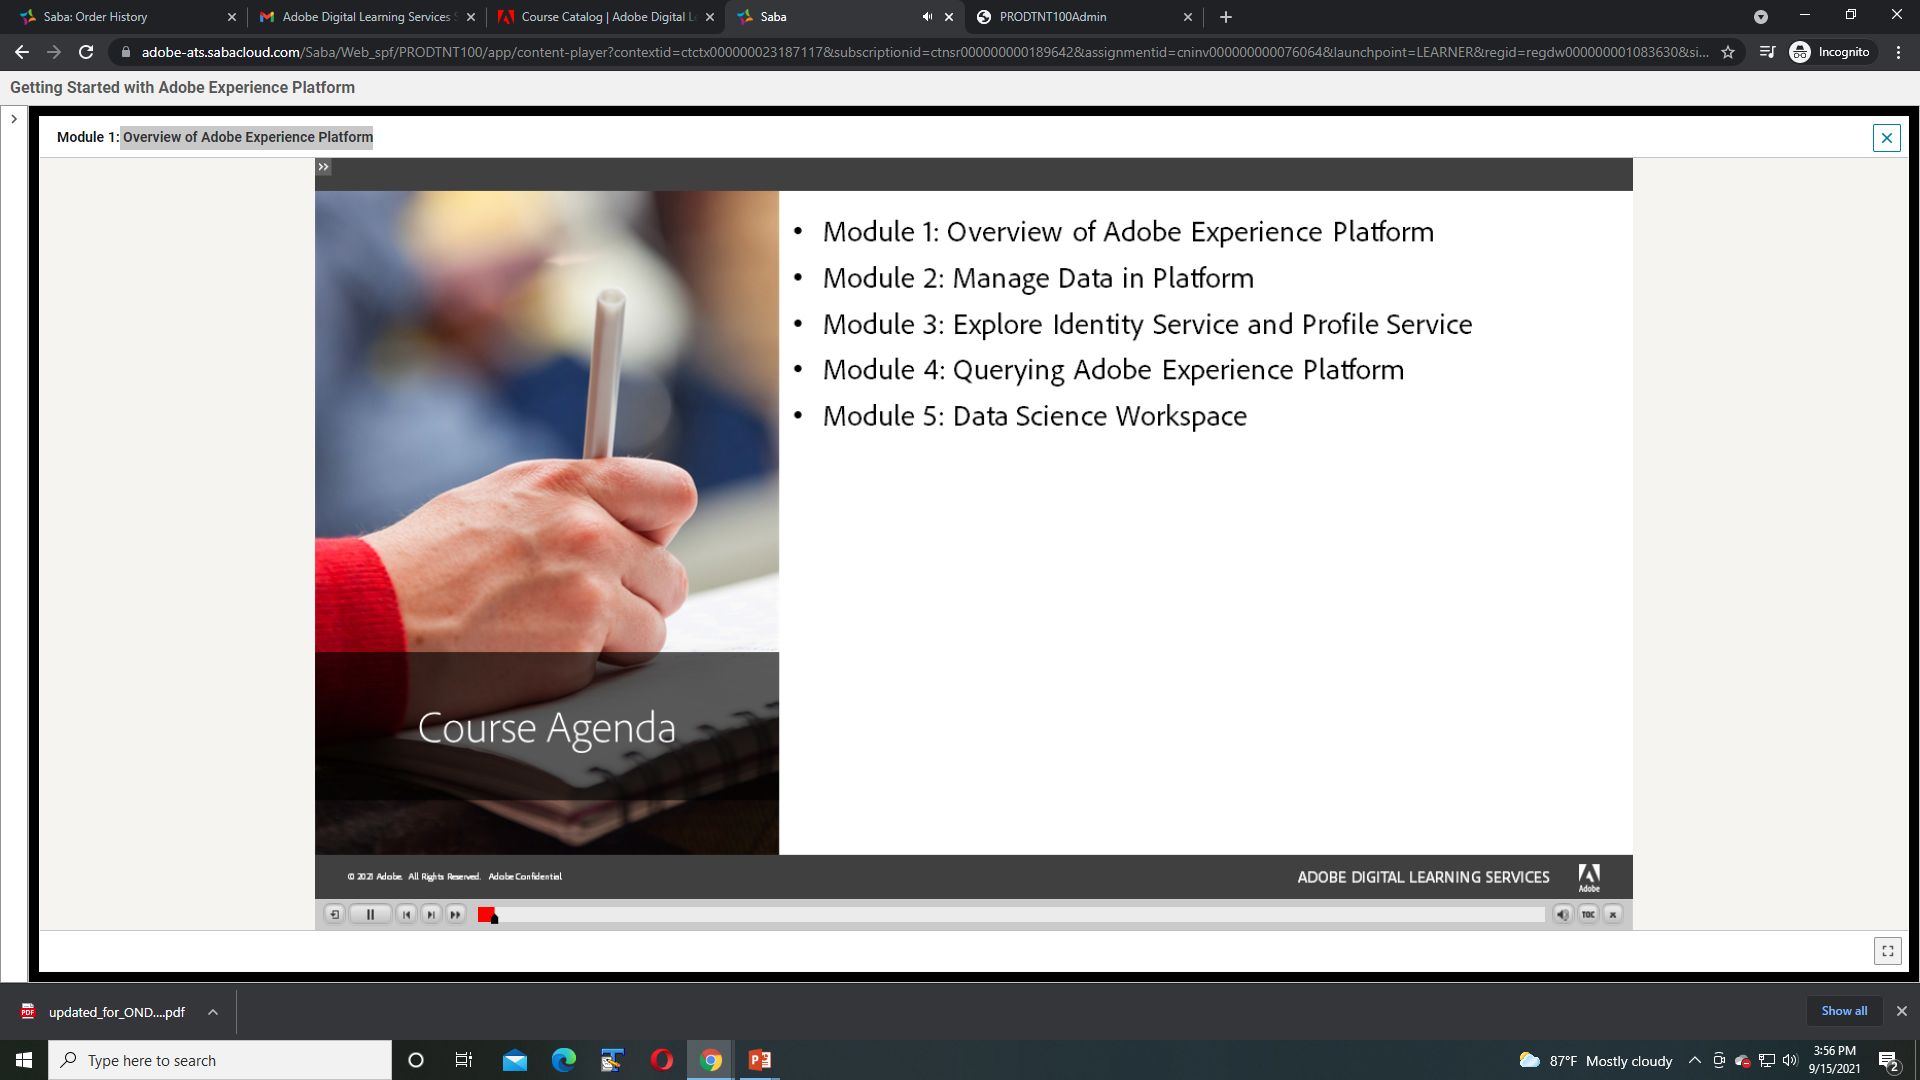 Saba: Order History
Adobe Digital Learning Services S
Course Catalog | Adobe Digital L
Saba
PRODTNT100Admin
adobe-ats.sabacloud.com/Saba/Web_spf/PRODTNT100/app/content-player?contextid=ctctx000000023187117&subscriptionid=ctnsr000000000189642&assignmentid=cninv000000000076064&launchpoint=LEARNER&regid=regdw000000001083630&si...
Incognito
Getting Started with Adobe Experience Platform
Module 1: Overview of Adobe Experience Platform
• Module 1: Overview of Adobe Experience Platform
• Module 2: Manage Data in Platform
• Module 3: Explore Identity Service and Profile Service
• Module 4: Querying Adobe Experience Platform
• Module 5: Data Science Workspace
Course Agenda
© 2021 Adobe. All Rights Reserved. Adobe Confidential
ADOBE DIGITAL LEARNING SERVICES
Adobe
TOC
updated_for_OND....pdf
Show all
Type here to search
87°F Mostly cloudy
3:56 PM
9/15/2021
2